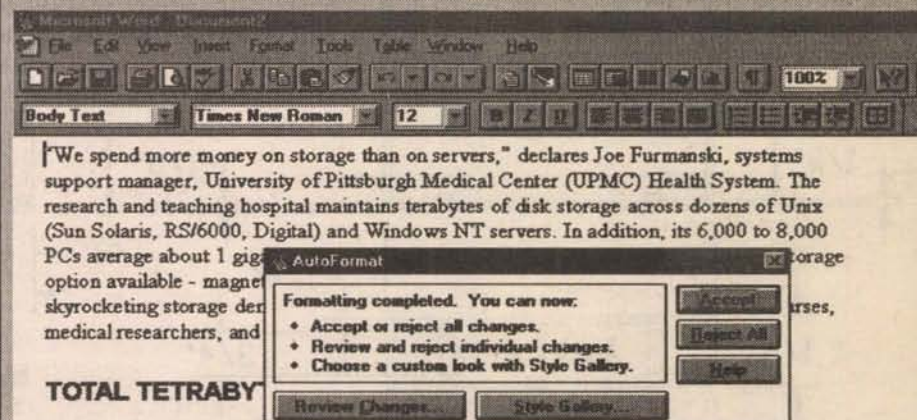 Microsoft Word - Document2
File Edit View Insert Format Tools Table Window Help
100%
Body Text Times New Roman 12 B I U
"We spend more money on storage than on servers," declares Joe Furmanski, systems
support manager, University of Pittsburgh Medical Center (UPMC) Health System. The
research and teaching hospital maintains terabytes of disk storage across dozens of Unix
(Sun Solaris, RS/6000, Digital) and Windows NT servers. In addition, its 6,000 to 8,000
PCs average about 1 giga torage
option available - magnet
skyrocketing storage den urses,
medical researchers, and
AutoFormat
Formatting completed. You can now:
Accept
• Accept or reject all changes.
• Review and reject individual changes.
Reject All
• Choose a custom look with Style Gallery.
Help
TOTAL TETRABY
Review Changes... Style Gallery...